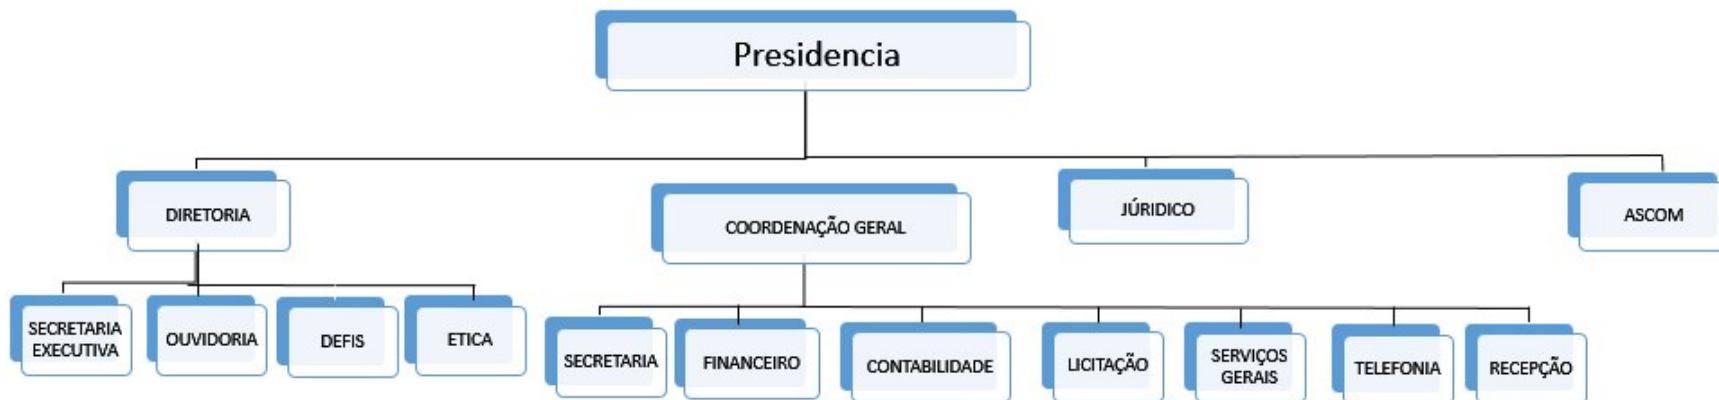 Presidencia
DIRETORIA
COORDENAÇÃO GERAL
JÚRIDICO
ASCOM
SECRETARIA
EXECUTIVA
OUVIDORIA
DEFIS
ETICA
SECRETARIA
FINANCEIRO
CONTABILIDADE
LICITAÇÃO
SERVIÇOS
GERAIS
TELEFONIA
RECEPÇÃO